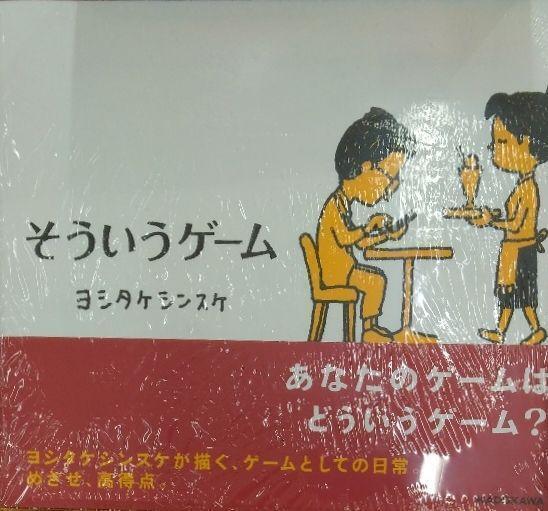 そういうゲーム
ヨシタケシンスケ
あなたのゲームは
どういうゲーム?
ヨシタケシンスケが描く、ゲームとしての日常
めざせ、高得点
KADOKAWA